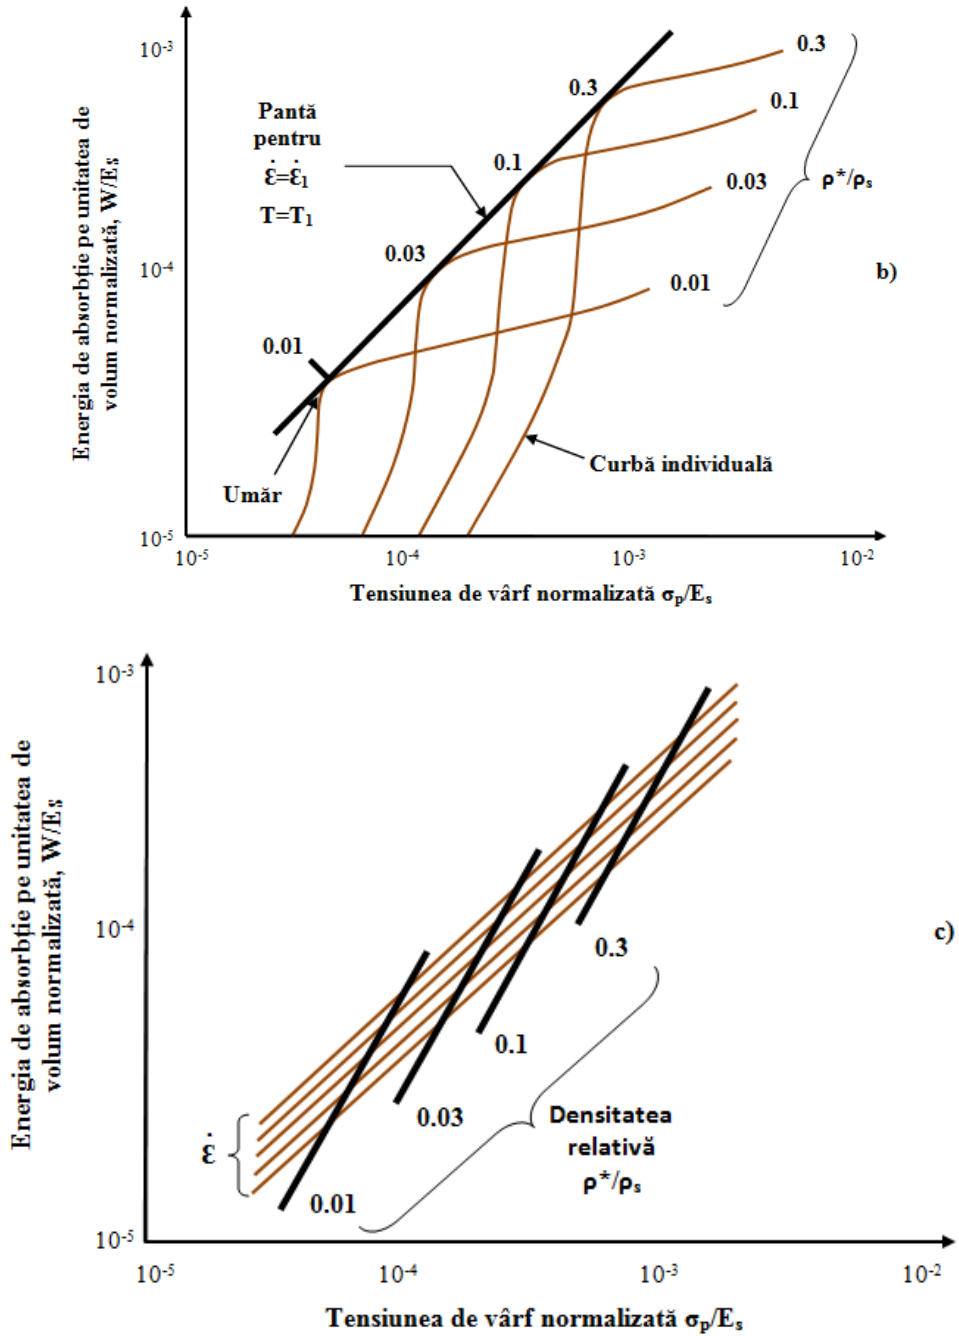 10-3
Energia de absorbție pe unitatea de
volum normalizată, W/Es
Pantă
pentru
ε̇=ε̇1
T=T1
0.3
0.3
0.1
0.1
0.03
ρ*/ρs
0.03
10-4
0.01
b)
0.01
Umăr
Curbă individuală
10-5
10-5
10-4
10-3
10-2
Tensiunea de vârf normalizată σp/Es
10-3
Energia de absorbție pe unitatea de
volum normalizată, W/Es
10-4
c)
0.3
0.1
0.03
Densitatea
relativă
ρ*/ρs
ε̇
0.01
10-5
10-5
10-4
10-3
10-2
Tensiunea de vârf normalizată σp/Es